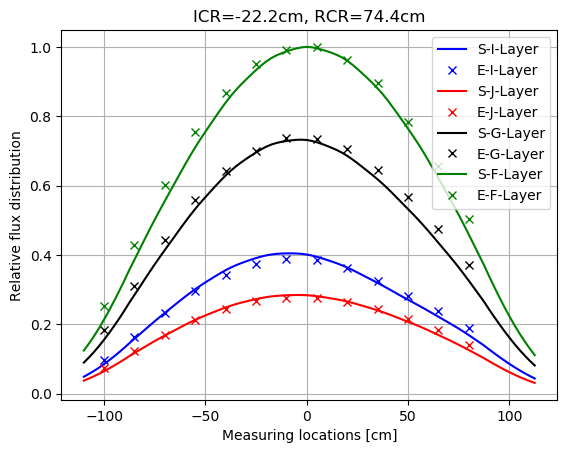 ICR=-22.2cm, RCR=74.4cm
Relative flux distribution
1.0
0.8
0.6
0.4
0.2
0.0
S-I-Layer
E-I-Layer
S-J-Layer
E-J-Layer
S-G-Layer
E-G-Layer
S-F-Layer
E-F-Layer
−100
−50
0
50
100
Measuring locations [cm]